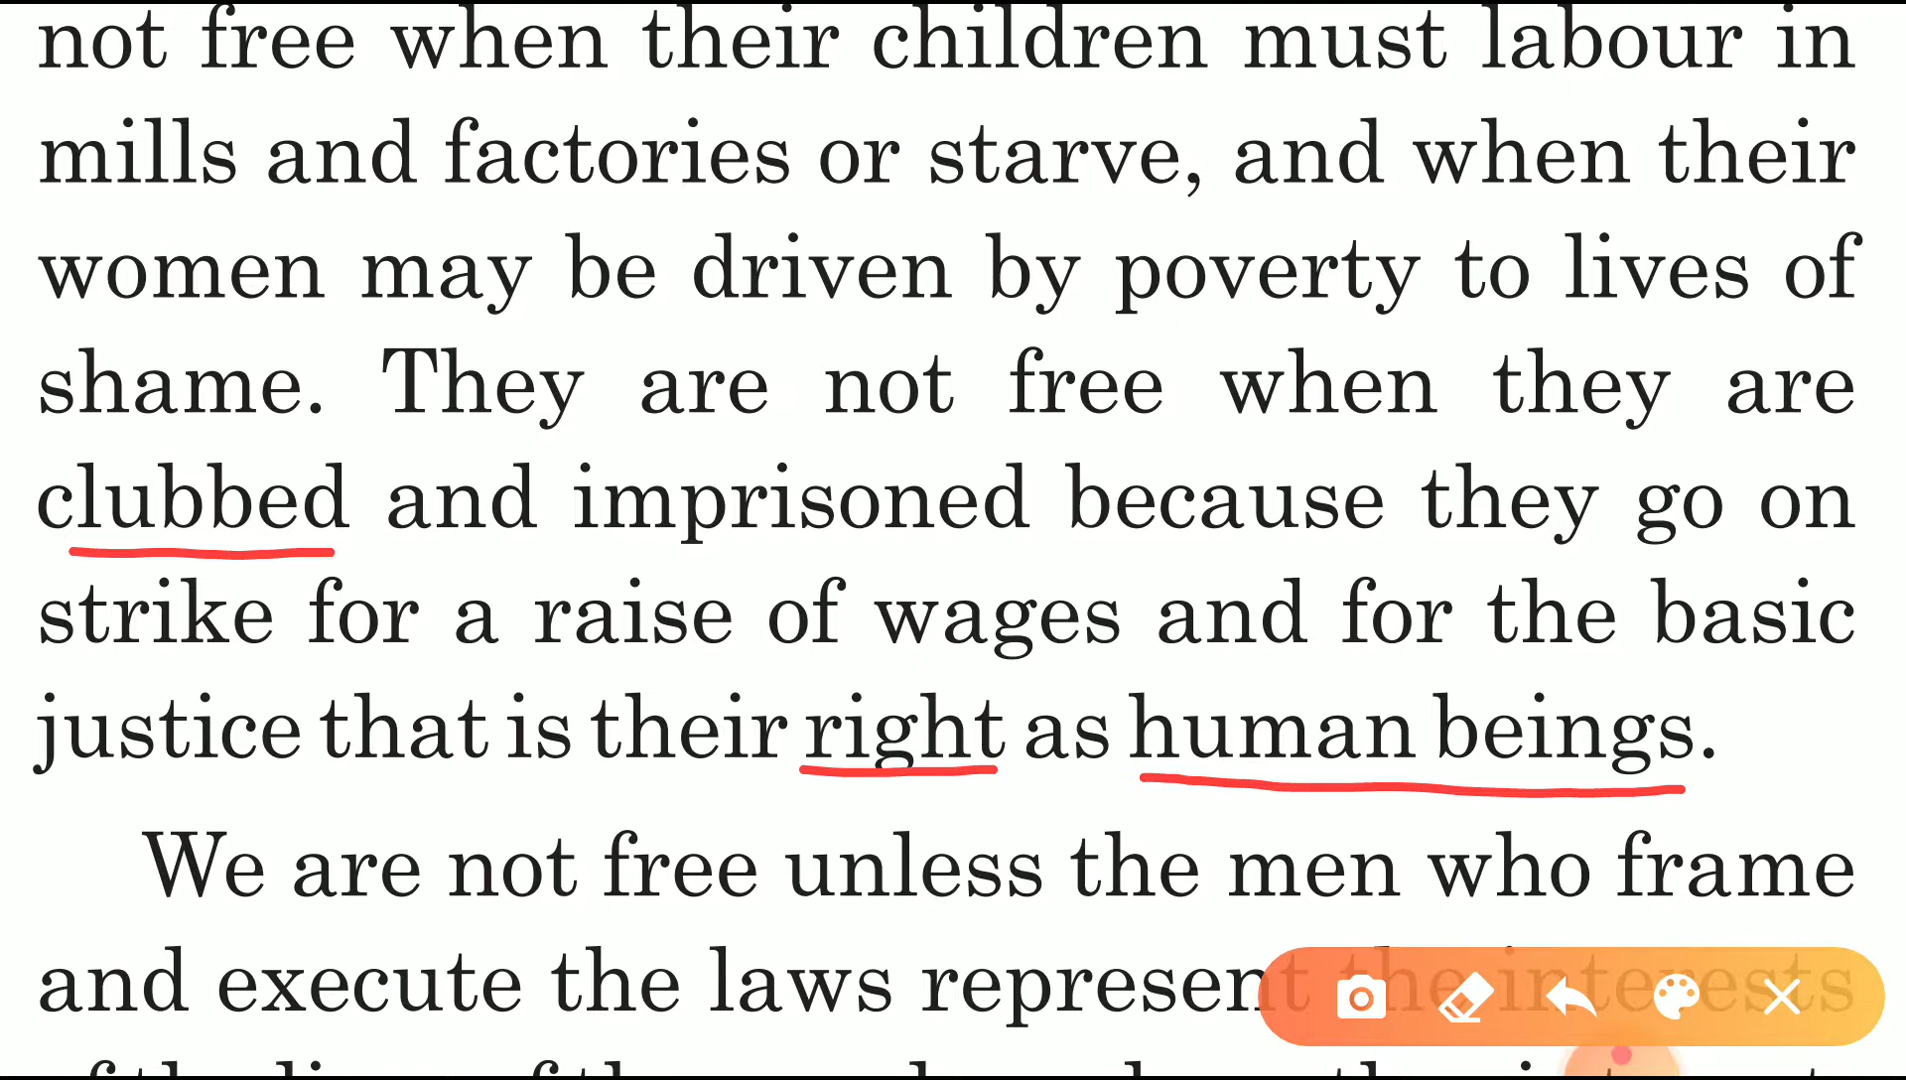 not free when their children must labour in
mills and factories or starve, and when their
women may be driven by poverty to lives of
shame. They are not free when they are
clubbed and imprisoned because they go on
strike for a raise of wages and for the basic
justice that is their right as human beings.
We are not free unless the men who frame
and execute the laws represent the interests